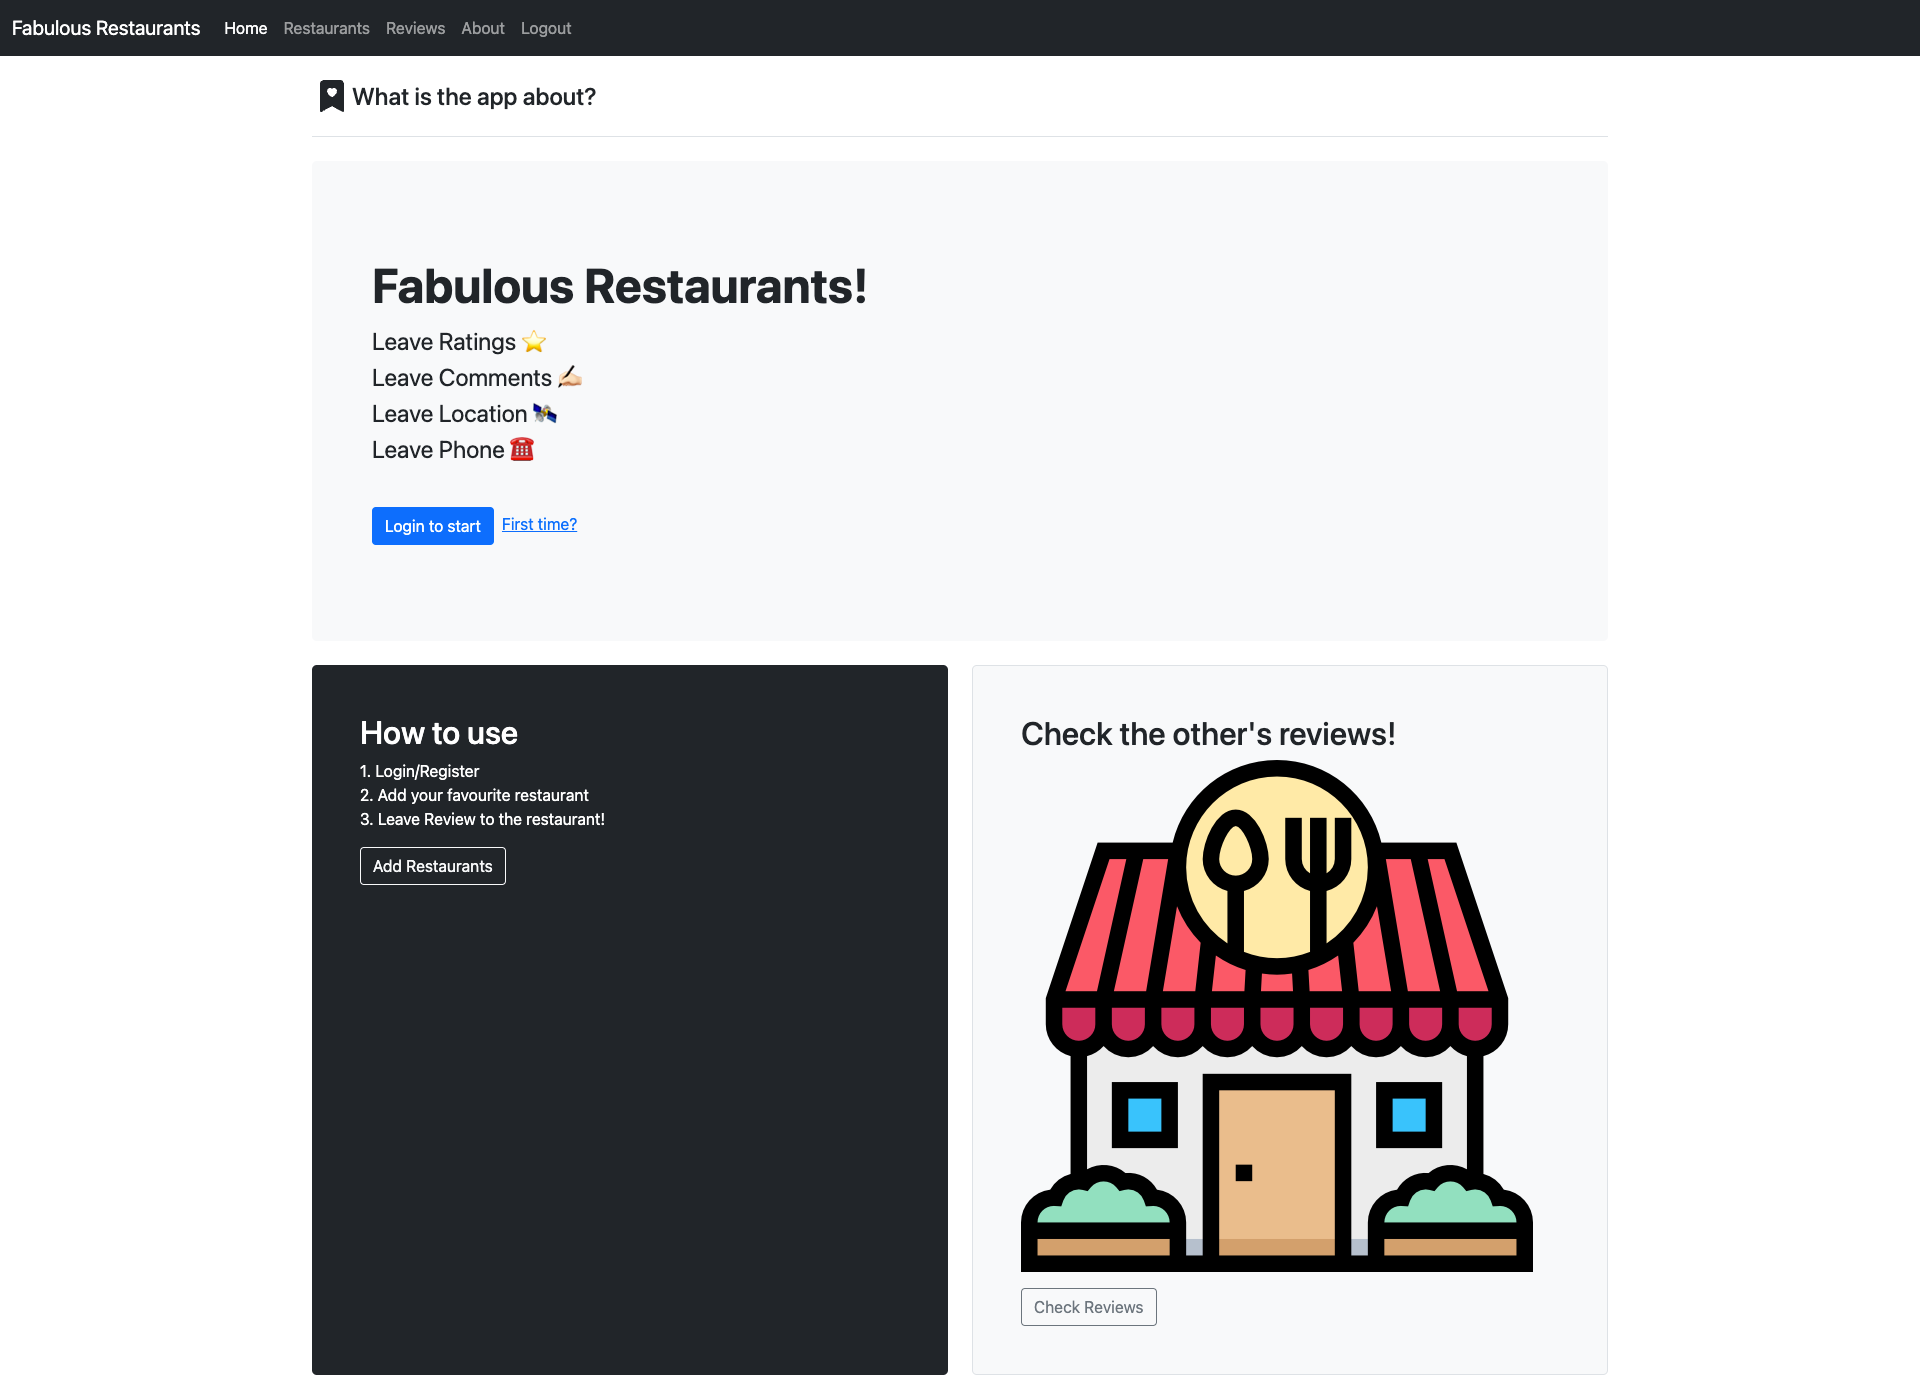 Fabulous Restaurants Home Restaurants Reviews About Logout
What is the app about?
Fabulous Restaurants!
Leave Ratings ⭐
Leave Comments ✍🏻
Leave Location 🛰
Leave Phone ☎️
Login to start First time?
How to use
1. Login/Register
2. Add your favourite restaurant
3. Leave Review to the restaurant!
Add Restaurants
Check the other's reviews!
Check Reviews